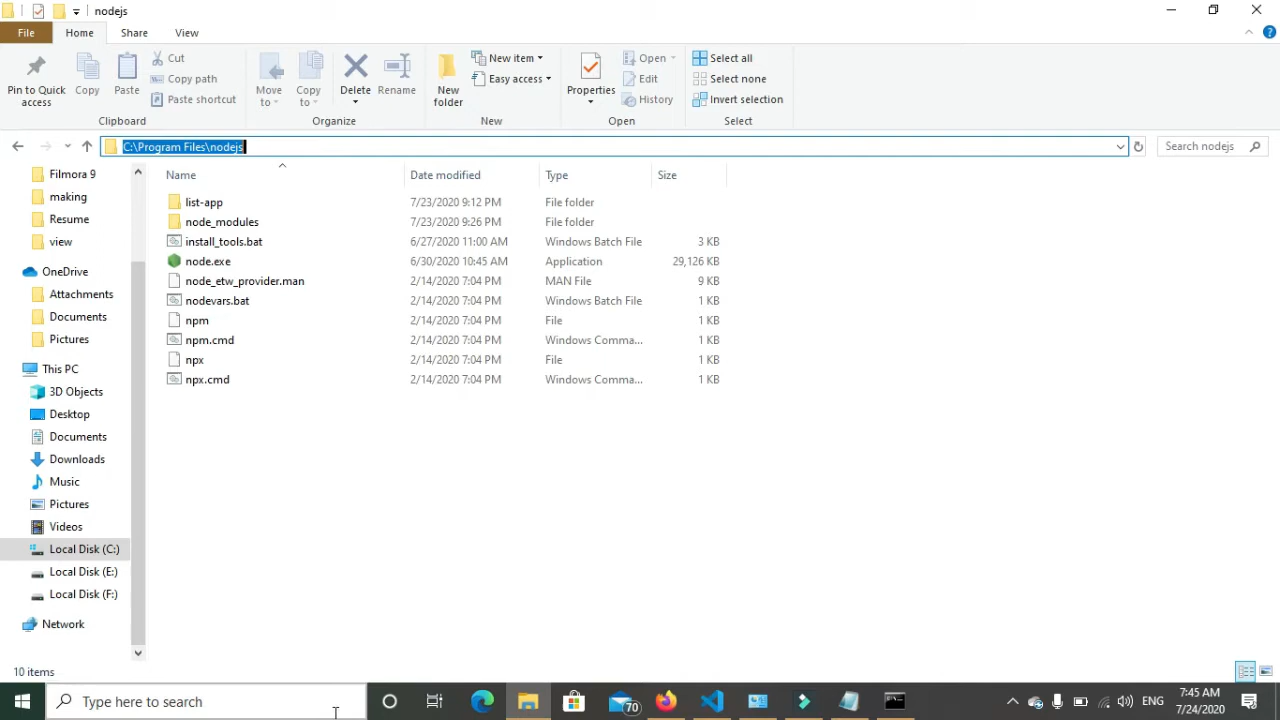 nodejs
File Home Share View
Pin to Quick access
Copy
Paste
Cut
Copy path
Paste shortcut
Clipboard
Move to
Copy to
Delete
Rename
Organize
New folder
New item
Easy access
New
Properties
Open
Edit
History
Open
Select all
Select none
Invert selection
Select
C:\Program Files\nodejs
Search nodejs
Filmora 9
making
Resume
view
OneDrive
Attachments
Documents
Pictures
This PC
3D Objects
Desktop
Documents
Downloads
Music
Pictures
Videos
Local Disk (C:)
Local Disk (E:)
Local Disk (F:)
Network
Name Date modified Type Size
list-app 7/23/2020 9:12 PM File folder
node_modules 7/23/2020 9:26 PM File folder
install_tools.bat 6/27/2020 11:00 AM Windows Batch File 3 KB
node.exe 6/30/2020 10:45 AM Application 29,126 KB
node_etw_provider.man 2/14/2020 7:04 PM MAN File 9 KB
nodevars.bat 2/14/2020 7:04 PM Windows Batch File 1 KB
npm 2/14/2020 7:04 PM File 1 KB
npm.cmd 2/14/2020 7:04 PM Windows Comma... 1 KB
npx 2/14/2020 7:04 PM File 1 KB
npx.cmd 2/14/2020 7:04 PM Windows Comma... 1 KB
10 items
Type here to search
70
ENG
7:45 AM
7/24/2020